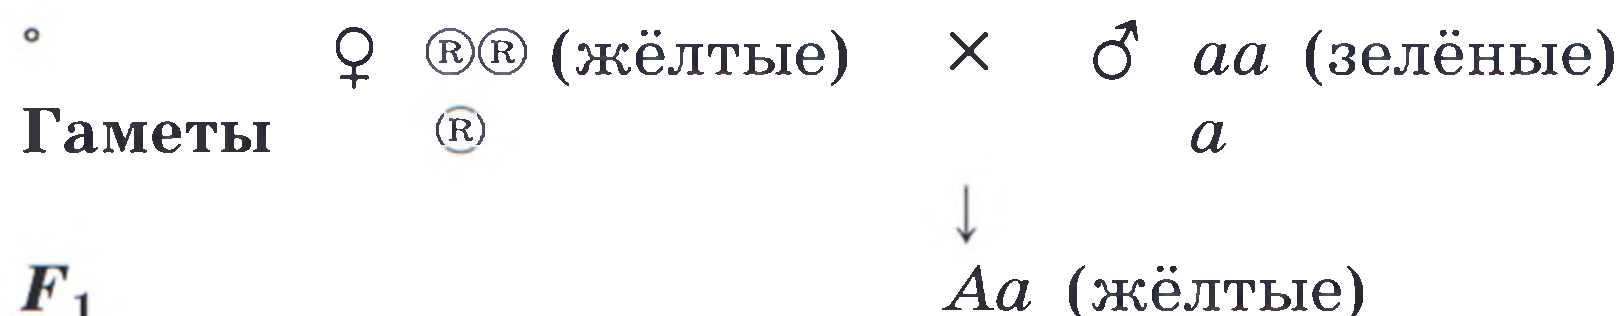 ° ♀ ®® (жёлтые) × ♂ aa (зелёные)
Гаметы ® a
↓
F₁ Aa (жёлтые)